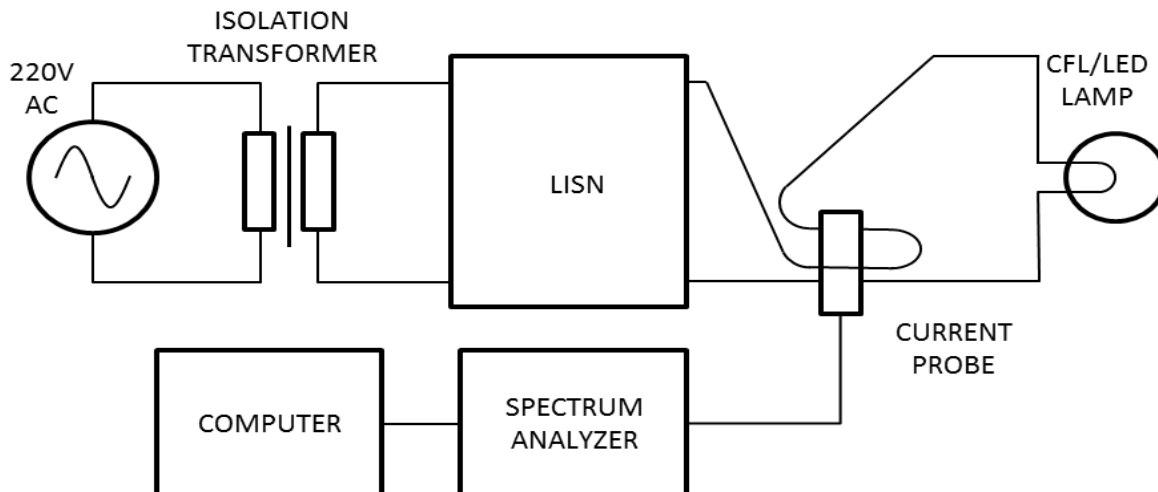 ISOLATION
TRANSFORMER
220V
AC
LISN
CFL/LED
LAMP
CURRENT
PROBE
COMPUTER
SPECTRUM
ANALYZER